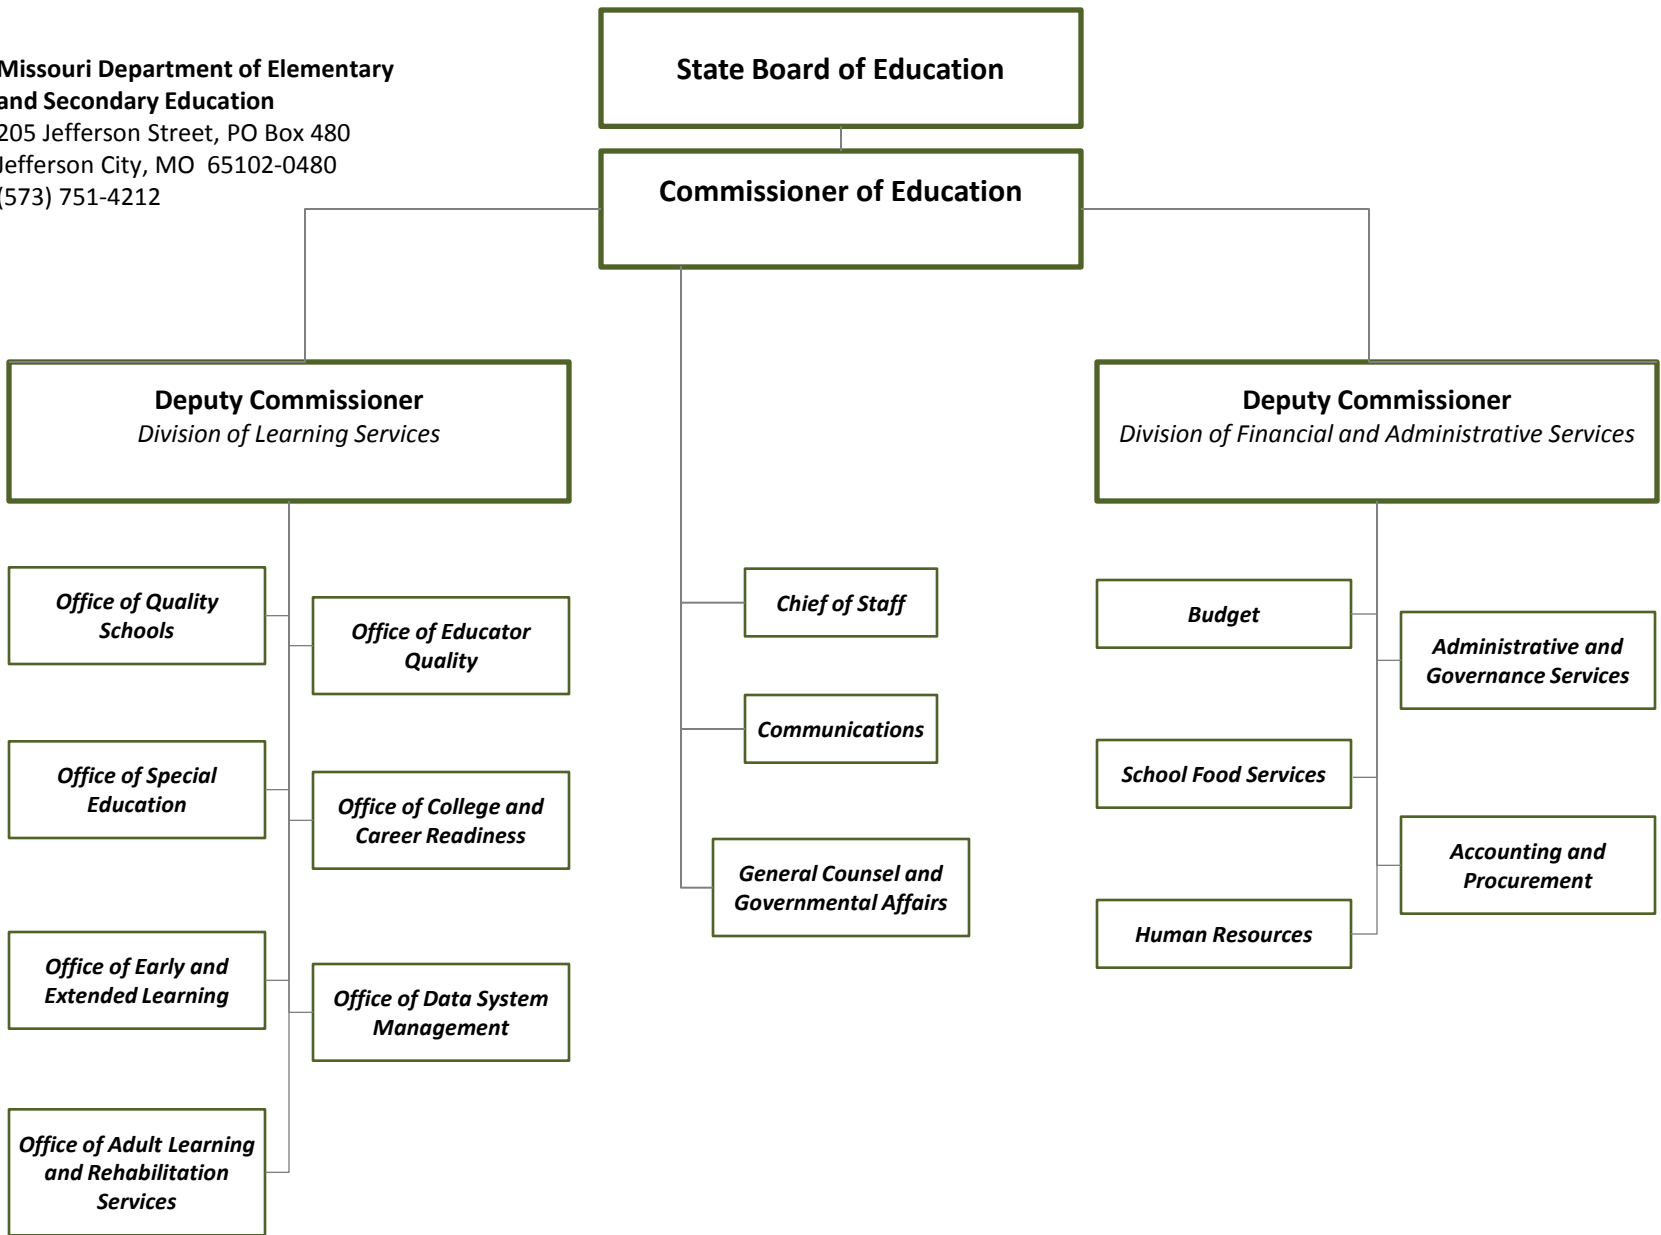 Missouri Department of Elementary
and Secondary Education
205 Jefferson Street, PO Box 480
Jefferson City, MO  65102-0480
(573) 751-4212
State Board of Education
Commissioner of Education
Deputy Commissioner
Division of Learning Services
Office of Quality
Schools
Office of Educator
Quality
Office of Special
Education
Office of College and
Career Readiness
Office of Early and
Extended Learning
Office of Data System
Management
Office of Adult Learning
and Rehabilitation
Services
Chief of Staff
Communications
General Counsel and
Governmental Affairs
Deputy Commissioner
Division of Financial and Administrative Services
Budget
Administrative and
Governance Services
School Food Services
Accounting and
Procurement
Human Resources